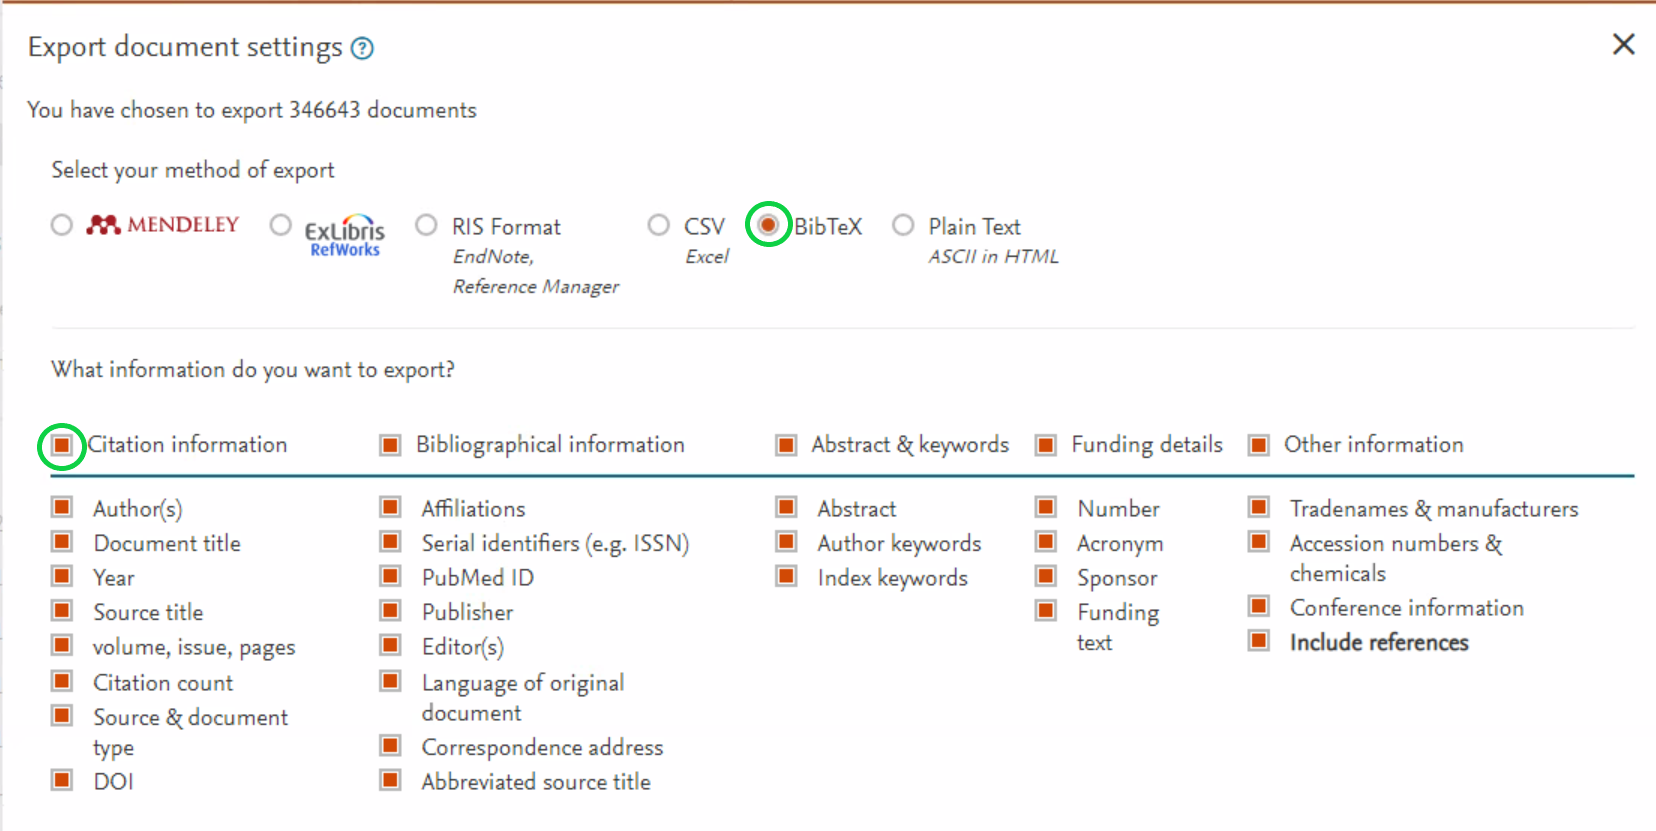 Export document settings ?
You have chosen to export 346643 documents
Select your method of export
MENDELEY
ExLibris
RefWorks
RIS Format
EndNote,
Reference Manager
CSV
Excel
BibTeX
Plain Text
ASCII in HTML
What information do you want to export?
Citation information
Bibliographical information
Abstract & keywords
Funding details
Other information
Author(s)
Document title
Year
Source title
volume, issue, pages
Citation count
Source & document
type
DOI
Affiliations
Serial identifiers (e.g. ISSN)
PubMed ID
Publisher
Editor(s)
Language of original
document
Correspondence address
Abbreviated source title
Abstract
Author keywords
Index keywords
Number
Acronym
Sponsor
Funding
text
Tradenames & manufacturers
Accession numbers &
chemicals
Conference information
Include references